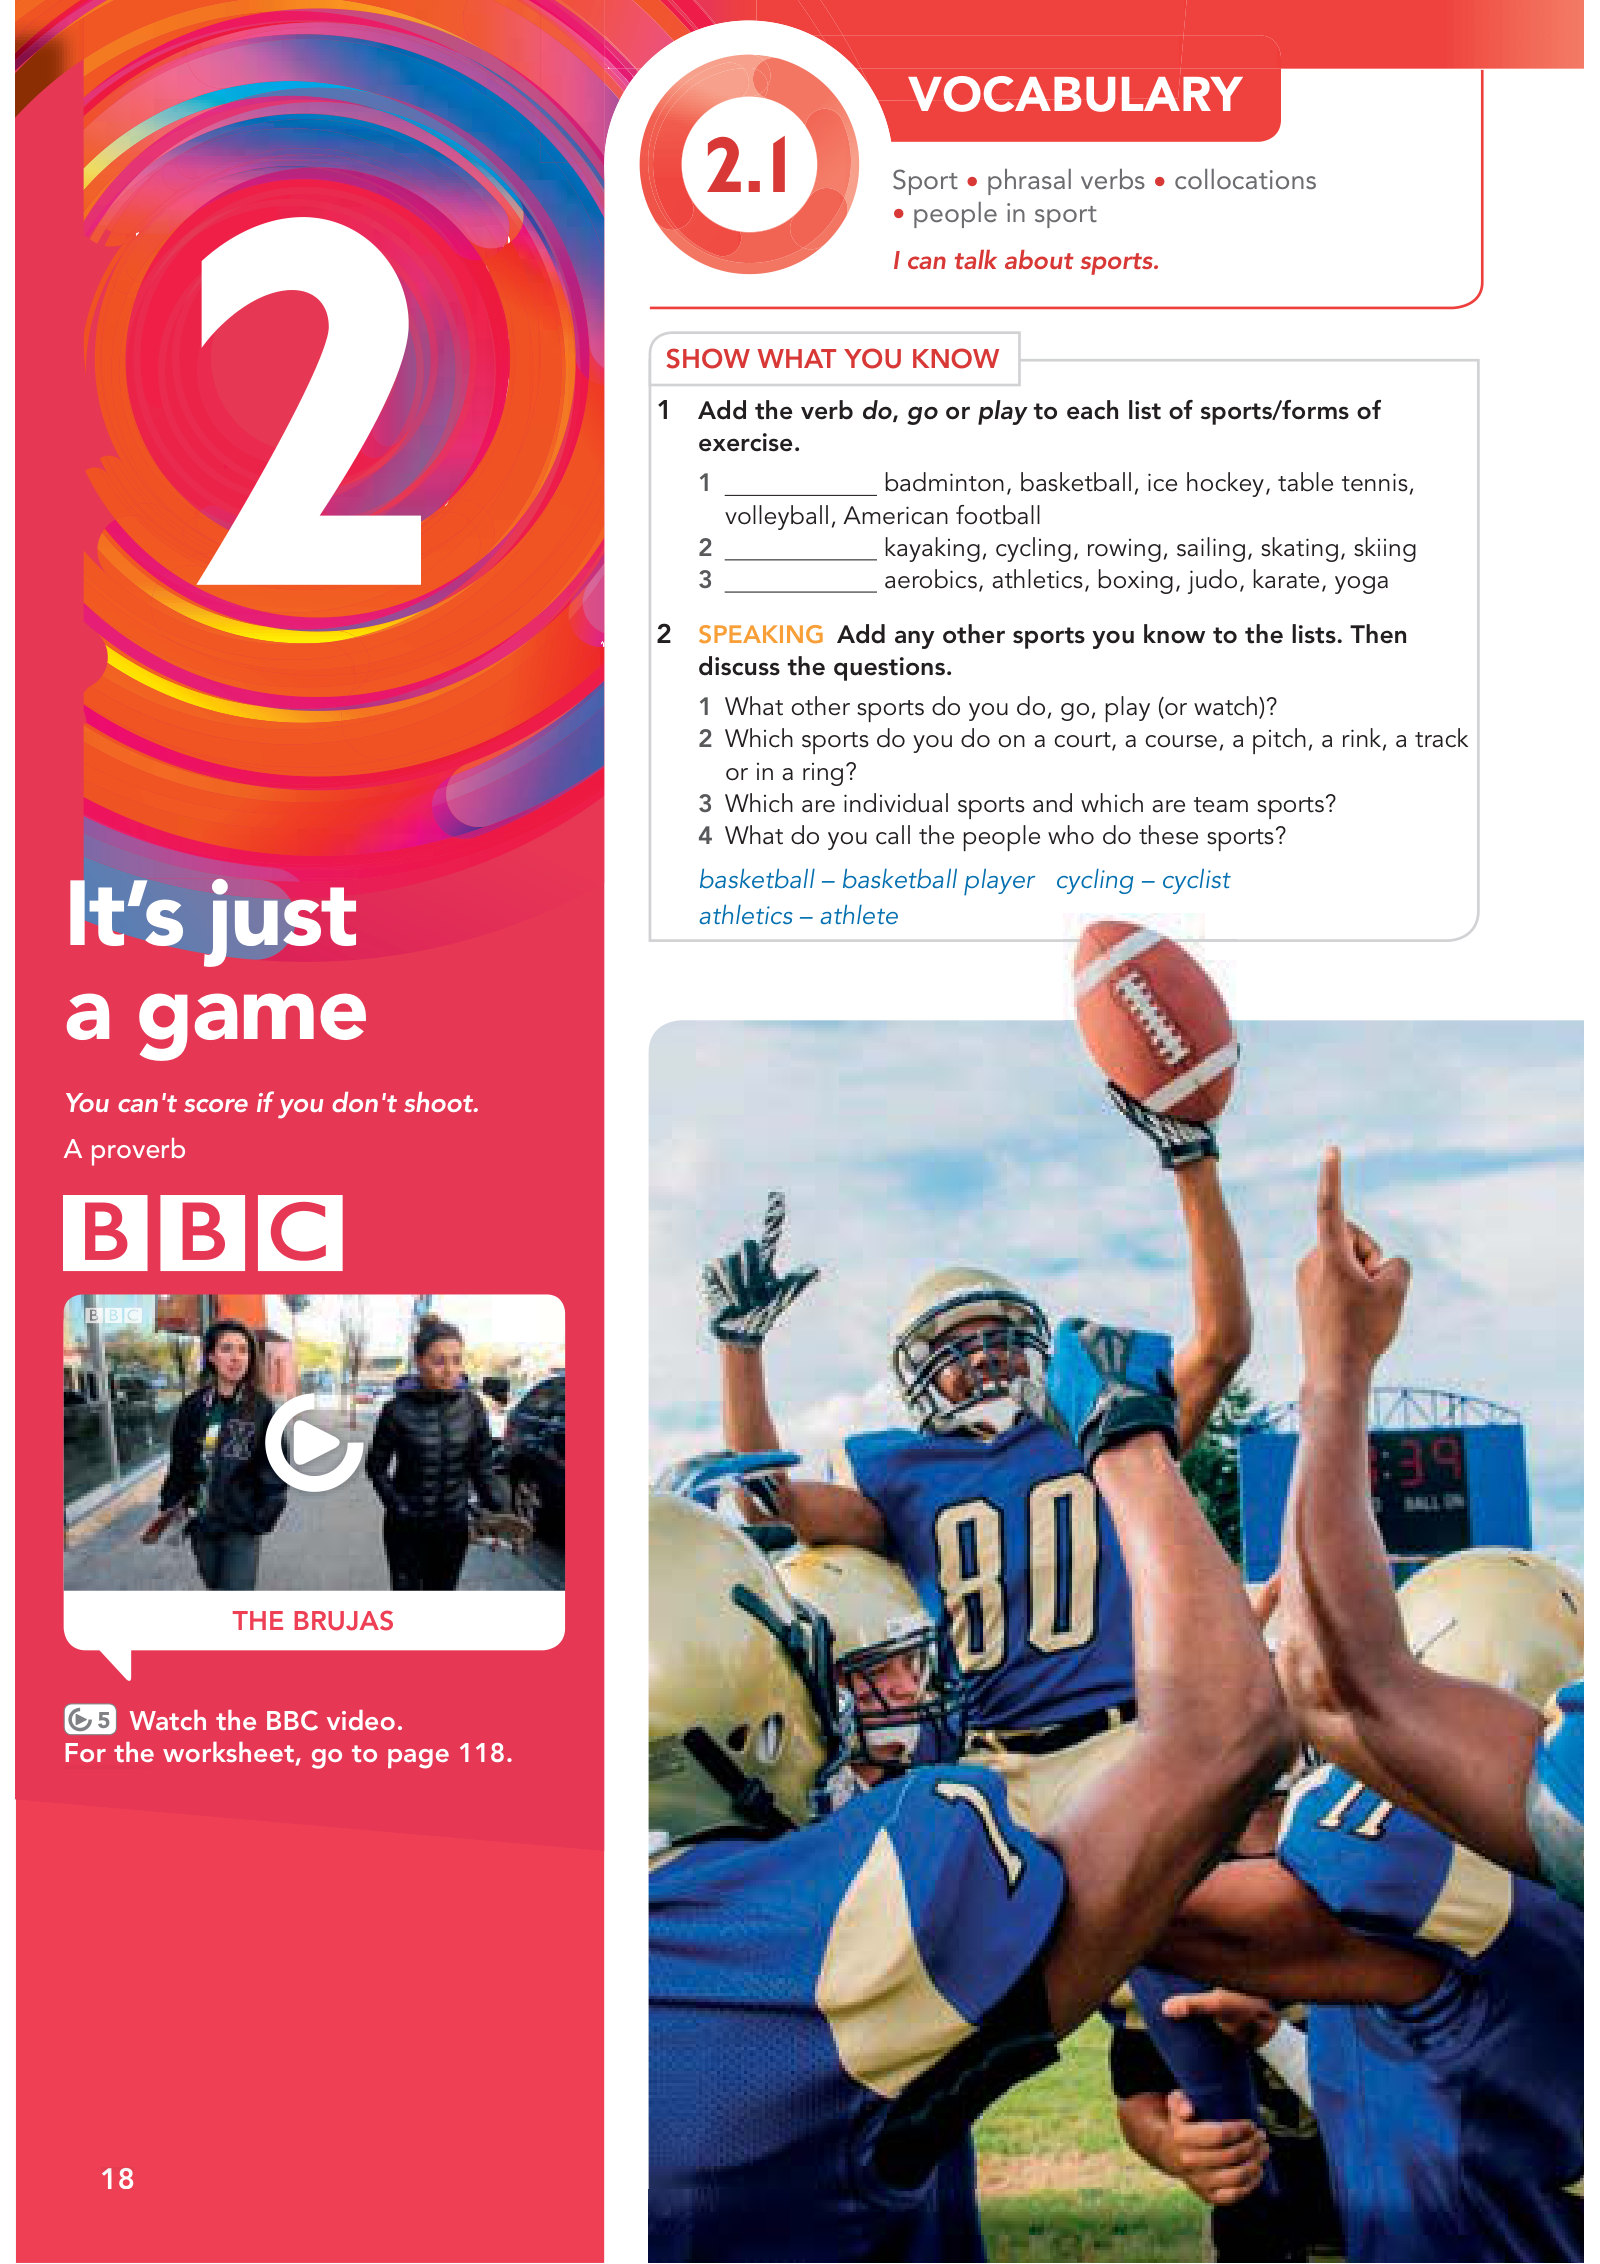 2
It's just
a game
You can't score if you don't shoot.
A proverb
BBC
BBC
THE BRUJAS
5 Watch the BBC video.
For the worksheet, go to page 118.
18
2.1
VOCABULARY
Sport • phrasal verbs • collocations
• people in sport
I can talk about sports.
SHOW WHAT YOU KNOW
1 Add the verb do, go or play to each list of sports/forms of
exercise.
1 ___________ badminton, basketball, ice hockey, table tennis,
volleyball, American football
2 ___________ kayaking, cycling, rowing, sailing, skating, skiing
3 ___________ aerobics, athletics, boxing, judo, karate, yoga
2 SPEAKING Add any other sports you know to the lists. Then
discuss the questions.
1 What other sports do you do, go, play (or watch)?
2 Which sports do you do on a court, a course, a pitch, a rink, a track
or in a ring?
3 Which are individual sports and which are team sports?
4 What do you call the people who do these sports?
basketball – basketball player cycling – cyclist
athletics – athlete
:39
BALL ON
80
7
11